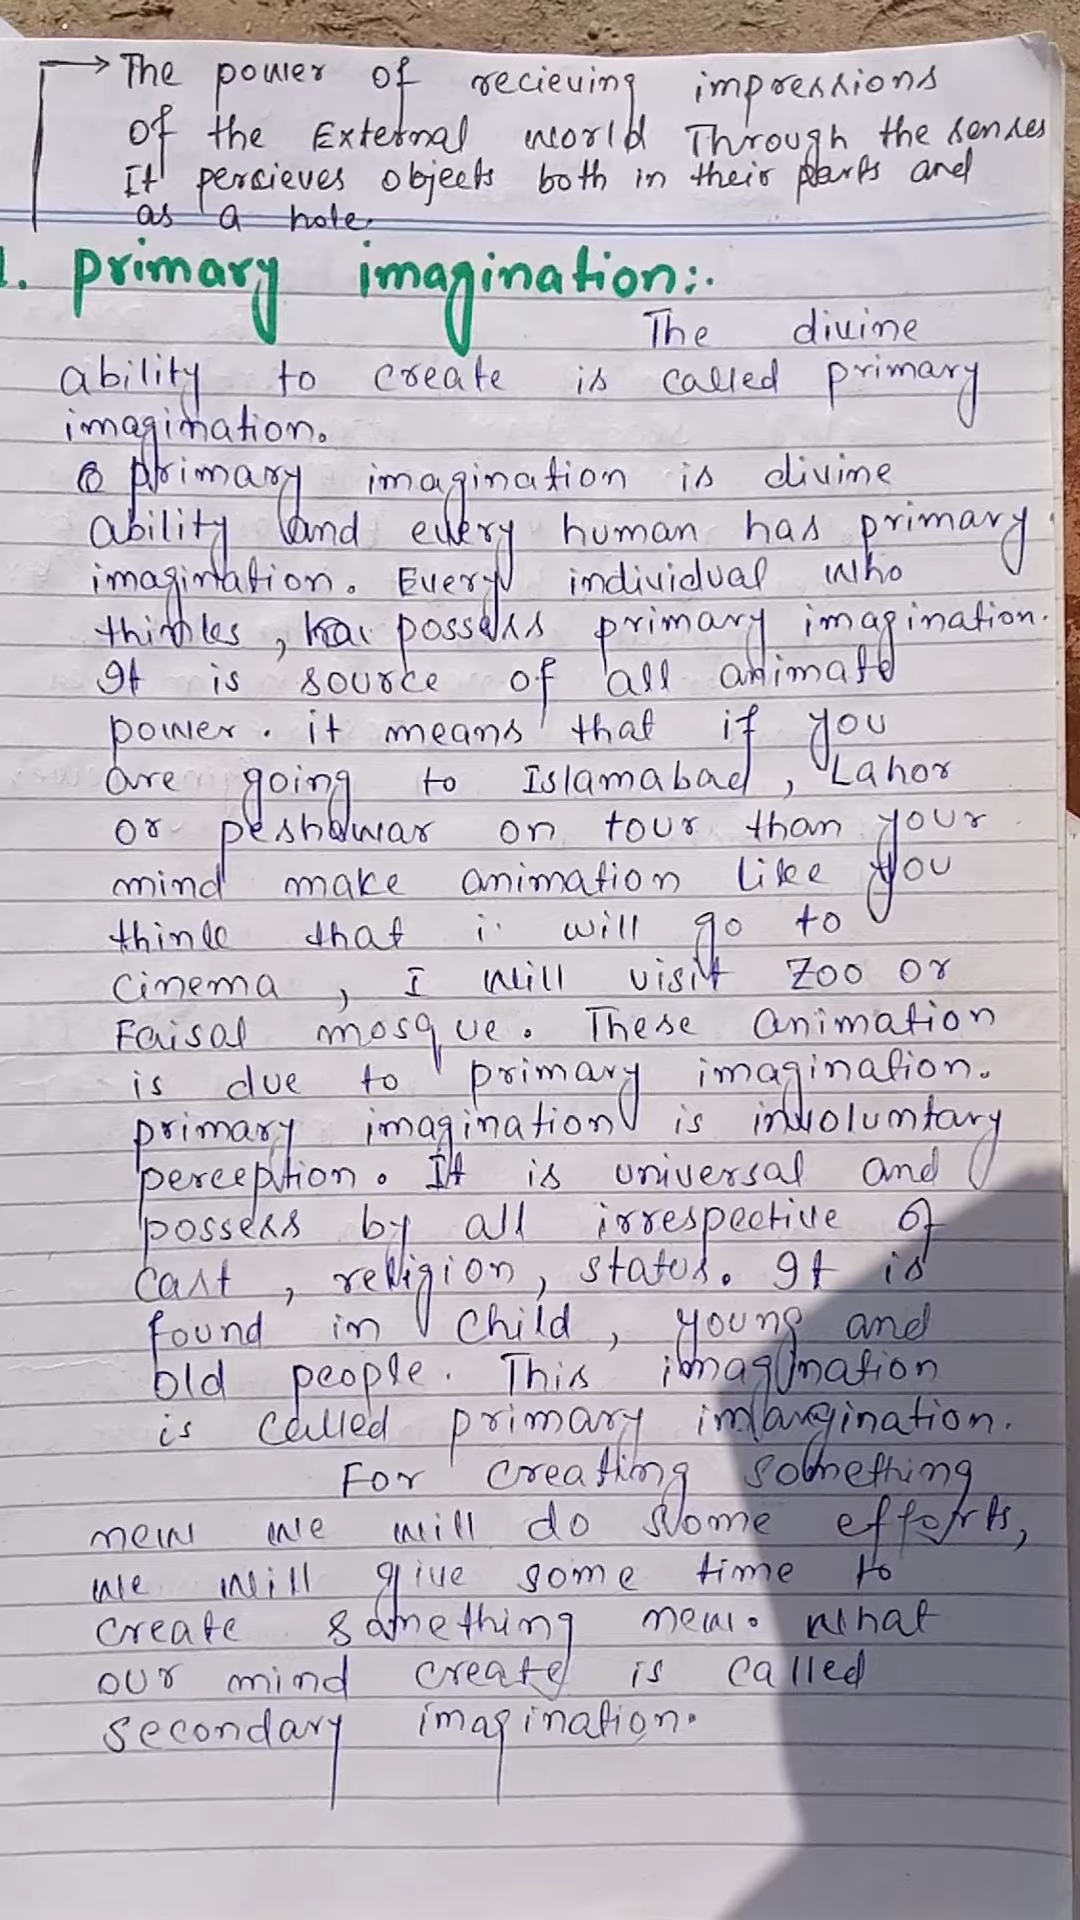 → The power of recieving impressions
of the External world Through the senses
It percieves objects both in their parts and
as a hole.
1. primary imagination:.
The divine
ability to create is called primary
imagination.
primary imagination is divine
ability and every human has primary
imagination. Every individual who
thinks, possess primary imagination.
It is source of all animate
power. it means that if you
are going to Islamabad, Lahor
or peshawar on tour than your
mind make animation like you
think that i will go to
cinema, I will visit Zoo or
Faisal mosque. These animation
is due to primary imagination.
primary imagination is involuntary
perception. It is universal and
possess by all irrespective of
cast, religion, status. It is
found in child, young and
old people. This imagination
is called primary imagination.
For creating something
new we will do some efforts,
we will give some time to
create something new. what
our mind create is called
secondary imagination.